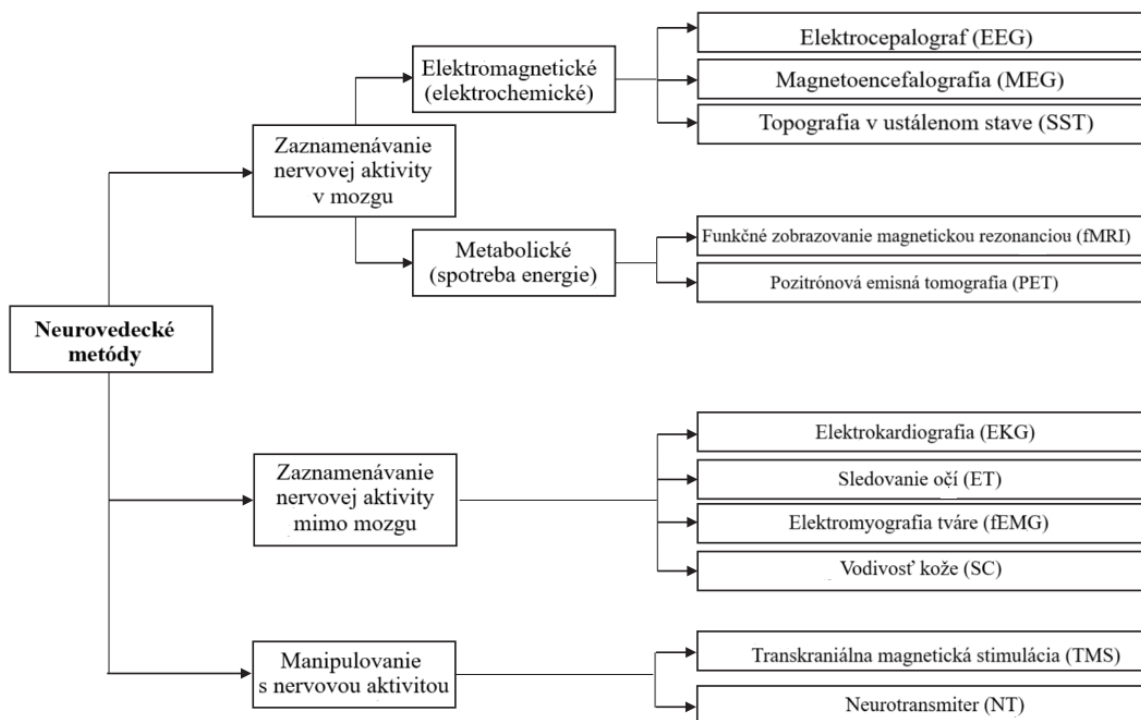 Neurovedecké
metódy
Zaznamenávanie
nervovej aktivity
v mozgu
Elektromagnetické
(elektrochemické)
Elektrocepalograf (EEG)
Magnetoencefalografia (MEG)
Topografia v ustálenom stave (SST)
Metabolické
(spotreba energie)
Funkčné zobrazovanie magnetickou rezonanciou (fMRI)
Pozitrónová emisná tomografia (PET)
Zaznamenávanie
nervovej aktivity
mimo mozgu
Elektrokardiografia (EKG)
Sledovanie očí (ET)
Elektromyografia tváre (fEMG)
Vodivosť kože (SC)
Manipulovanie
s nervovou aktivitou
Transkraniálna magnetická stimulácia (TMS)
Neurotransmiter (NT)